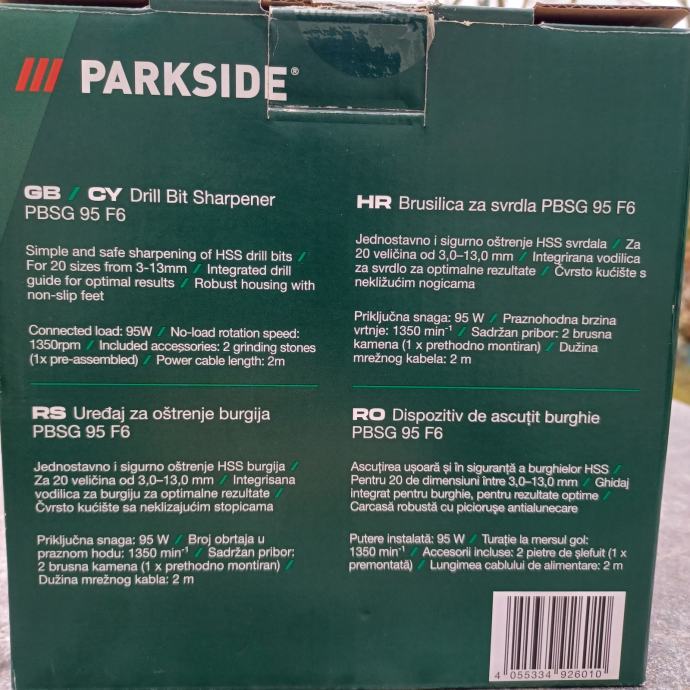 PARKSIDE®
GB / CY Drill Bit Sharpener
PBSG 95 F6
Simple and safe sharpening of HSS drill bits /
For 20 sizes from 3-13mm / Integrated drill
guide for optimal results / Robust housing with
non-slip feet
Connected load: 95W / No-load rotation speed:
1350rpm / Included accessories: 2 grinding stones
(1x pre-assembled) / Power cable length: 2m
HR Brusilica za svrdla PBSG 95 F6
Jednostavno i sigurno oštrenje HSS svrdala / Za
20 veličina od 3,0–13,0 mm / Integrirana vodilica
za svrdlo za optimalne rezultate / Čvrsto kućište s
neklizućim nogicama
Priključna snaga: 95 W / Praznohodna brzina
vrtnje: 1350 min⁻¹ / Sadržan pribor: 2 brusna
kamena (1 x prethodno montiran) / Dužina
mrežnog kabela: 2 m
RS Uređaj za oštrenje burgija
PBSG 95 F6
Jednostavno i sigurno oštrenje HSS burgija /
Za 20 veličina od 3,0–13,0 mm / Integrisana
vodilica za burgiju za optimalne rezultate /
Čvrsto kućište sa neklizajućim stopicama
Priključna snaga: 95 W / Broj obrtaja u
praznom hodu: 1350 min⁻¹ / Sadržan pribor:
2 brusna kamena (1 x prethodno montiran) /
Dužina mrežnog kabla: 2 m
RO Dispozitiv de ascuțit burghie
PBSG 95 F6
Ascuțirea ușoară și în siguranță a burghielor HSS /
Pentru 20 de dimensiuni între 3,0–13,0 mm / Ghidaj
integrat pentru burghie, pentru rezultate optime /
Carcasă robustă cu picioruşe antialunecare
Putere instalată: 95 W / Turație la mersul gol:
1350 min⁻¹ / Accesorii incluse: 2 pietre de șlefuit (1 x
premontată) / Lungimea cablului de alimentare: 2 m
4 055334 926010